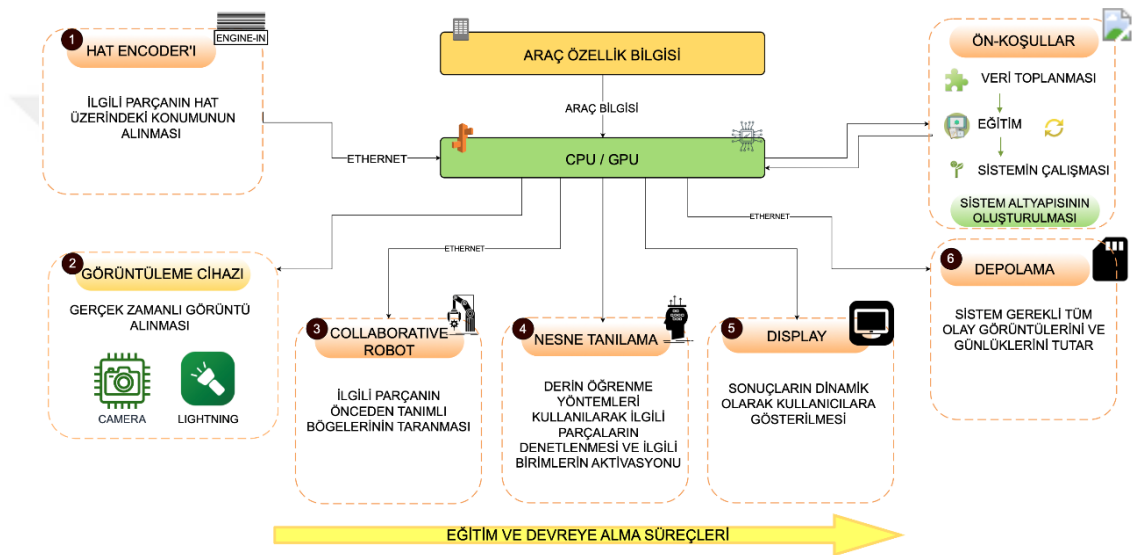 1
HAT ENCODER'I
ENGINE-IN
İLGİLİ PARÇANIN HAT
ÜZERİNDEKİ KONUMUNUN
ALINMASI
ETHERNET
ARAÇ ÖZELLİK BİLGİSİ
ARAÇ BİLGİSİ
CPU / GPU
ÖN-KOŞULLAR
VERİ TOPLANMASI
EĞİTİM
SİSTEMİN ÇALIŞMASI
SİSTEM ALTYAPISININ
OLUŞTURULMASI
ETHERNET
ETHERNET
2
GÖRÜNTÜLEME CİHAZI
GERÇEK ZAMANLI GÖRÜNTÜ
ALINMASI
CAMERA
LIGHTNING
3
COLLABORATIVE
ROBOT
İLGİLİ PARÇANIN
ÖNCEDEN TANIMLI
BÖGELERİNİN TARANMASI
4
NESNE TANILAMA
DERİN ÖĞRENME
YÖNTEMLERİ
KULLANILARAK İLGİLİ
PARÇALARIN
DENETLENMESİ VE İLGİLİ
BİRİMLERİN AKTİVASYONU
5
DISPLAY
SONUÇLARIN DİNAMİK
OLARAK KULLANICILARA
GÖSTERİLMESİ
6
DEPOLAMA
SİSTEM GEREKLİ TÜM
OLAY GÖRÜNTÜLERİNİ VE
GÜNLÜKLERİNİ TUTAR
EĞİTİM VE DEVREYE ALMA SÜREÇLERİ